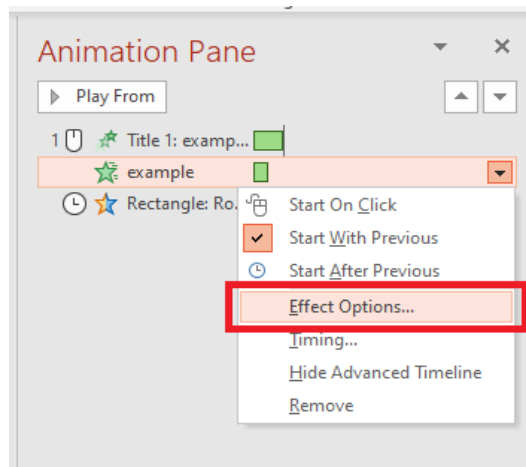 Animation Pane
Play From
1 Title 1: examp...
example
Rectangle: Ro.
Start On Click
Start With Previous
Start After Previous
Effect Options...
Timing...
Hide Advanced Timeline
Remove